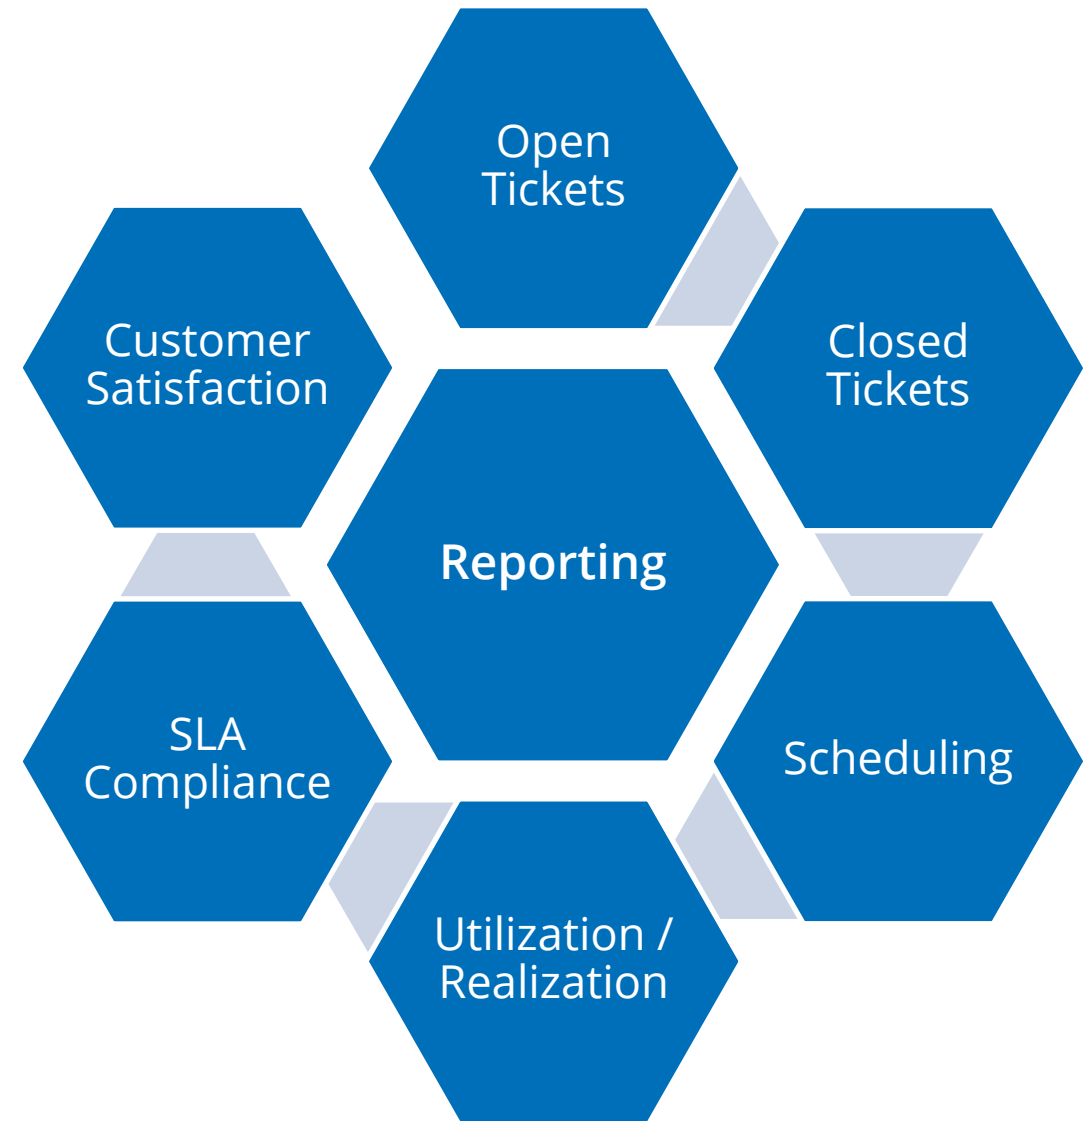 Open
Tickets
Closed
Tickets
Scheduling
Utilization /
Realization
SLA
Compliance
Customer
Satisfaction
Reporting